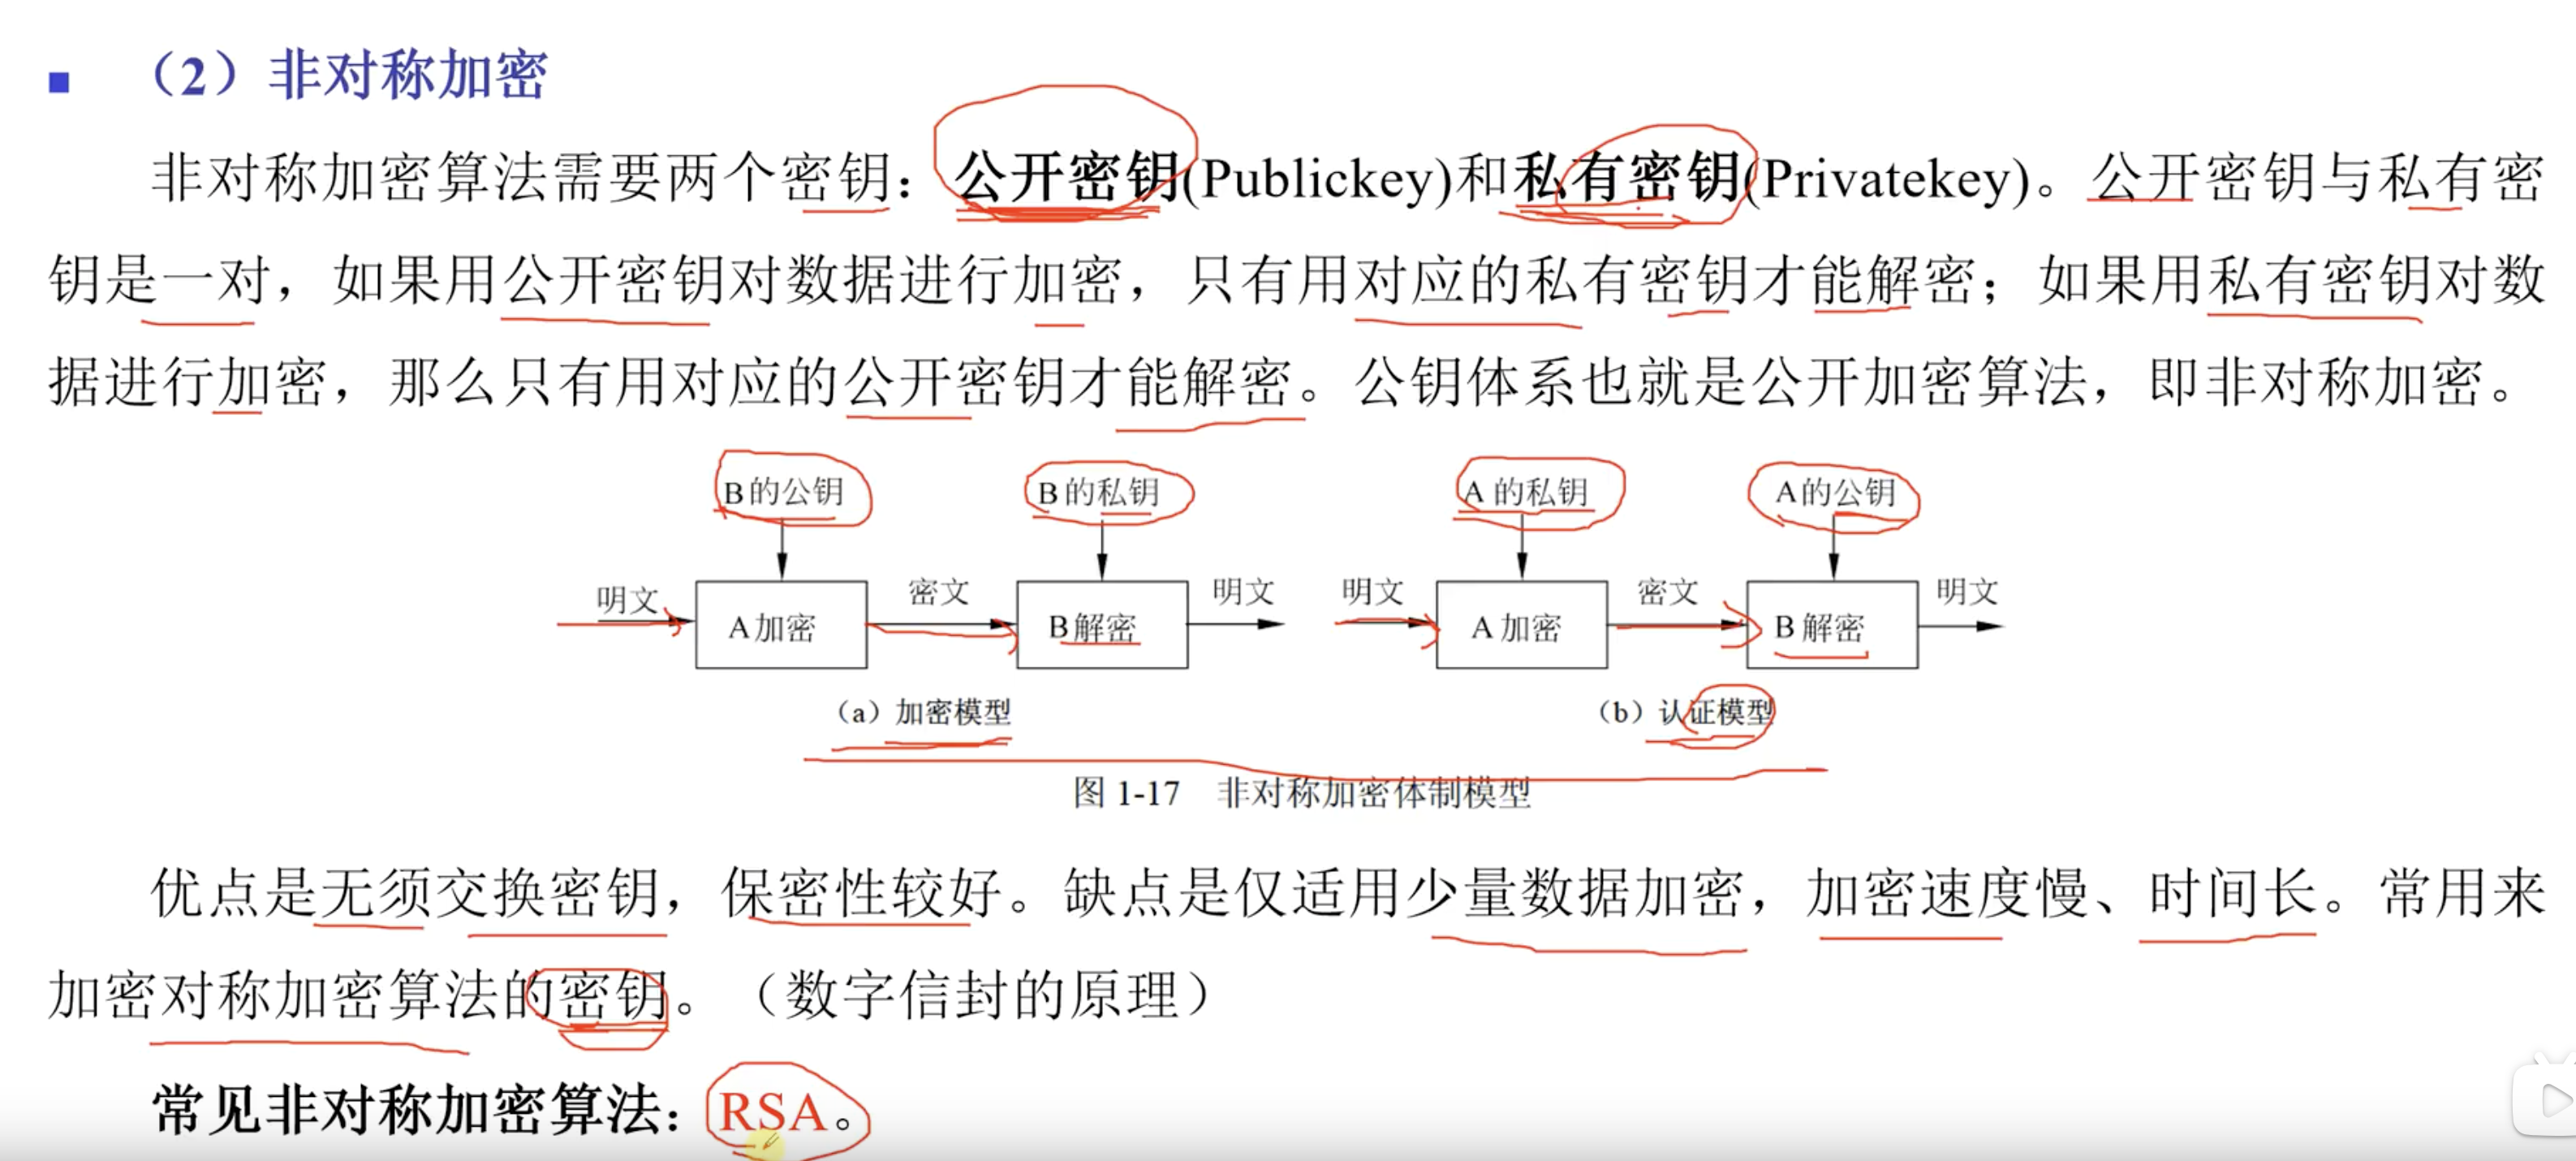 (2)非对称加密
非对称加密算法需要两个密钥：公开密钥(Publickey)和私有密钥(Privatekey)。公开密钥与私有密
钥是一对，如果用公开密钥对数据进行加密，只有用对应的私有密钥才能解密；如果用私有密钥对数
据进行加密，那么只有用对应的公开密钥才能解密。公钥体系也就是公开加密算法，即非对称加密。
B的公钥 B的私钥 A的私钥 A的公钥
明文 A加密 密文 B解密 明文 明文 A加密 密文 B解密 明文
（a）加密模型 （b）认证模型
图 1-17 非对称加密体制模型
优点是无须交换密钥，保密性较好。缺点是仅适用少量数据加密，加密速度慢、时间长。常用来
加密对称加密算法的密钥。（数字信封的原理）
常见非对称加密算法：RSA。